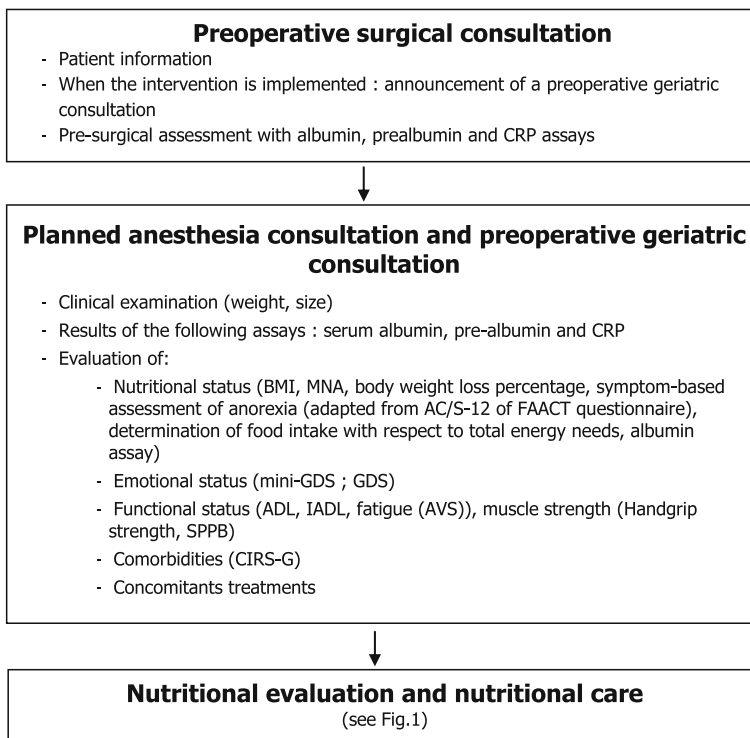 Preoperative surgical consultation
- Patient information
- When the intervention is implemented : announcement of a preoperative geriatric
consultation
- Pre-surgical assessment with albumin, prealbumin and CRP assays
Planned anesthesia consultation and preoperative geriatric
consultation
- Clinical examination (weight, size)
- Results of the following assays : serum albumin, pre-albumin and CRP
- Evaluation of:
- Nutritional status (BMI, MNA, body weight loss percentage, symptom-based
assessment of anorexia (adapted from AC/S-12 of FAACT questionnaire),
determination of food intake with respect to total energy needs, albumin
assay)
- Emotional status (mini-GDS ; GDS)
- Functional status (ADL, IADL, fatigue (AVS)), muscle strength (Handgrip
strength, SPPB)
- Comorbidities (CIRS-G)
- Concomitants treatments
Nutritional evaluation and nutritional care
(see Fig.1)